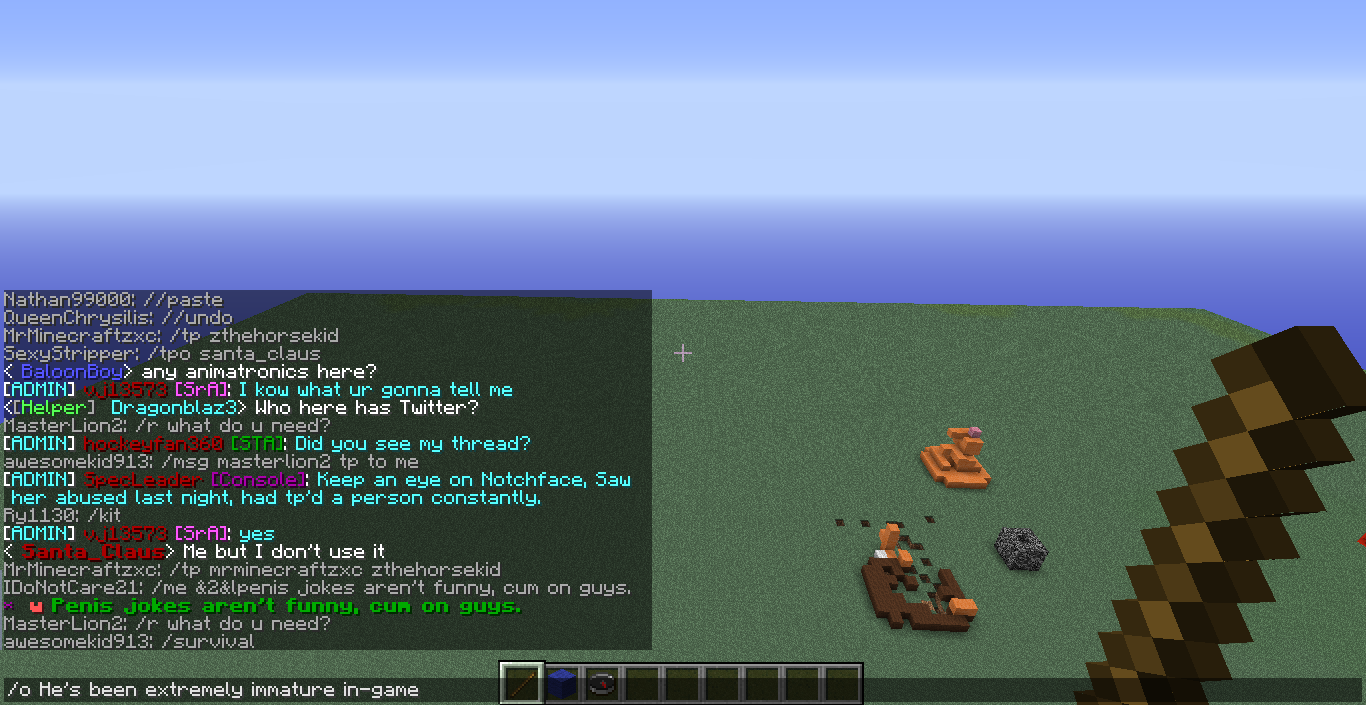 Nathan99000: //paste
QueenChrysilis: //undo
MrMinecraftzxc: /tp zthehorsekid
SexyStripper: /tpo santa_claus
< BaloonBoy> any animatronics here?
[ADMIN] vj13573 [SrA]: I kow what ur gonna tell me
<[Helper] Dragonblaz3> Who here has Twitter?
MasterLion2: /r what do u need?
[ADMIN] hockeyfan360 [STA]: Did you see my thread?
awesomekid913: /msg masterlion2 tp to me
[ADMIN] SpecLeader [Console]: Keep an eye on Notchface, Saw
her abused last night, had tp'd a person constantly.
Ry1130: /kit
[ADMIN] vj13573 [SrA]: yes
< Santa_Claus> Me but I don't use it
MrMinecraftzxc: /tp mrminecraftzxc zthehorsekid
IDoNotCare21: /me &2&lpenis jokes aren't funny, cum on guys.
* u Penis jokes aren't funny, cum on guys.
MasterLion2: /r what do u need?
awesomekid913: /survival
/o He's been extremely immature in-game